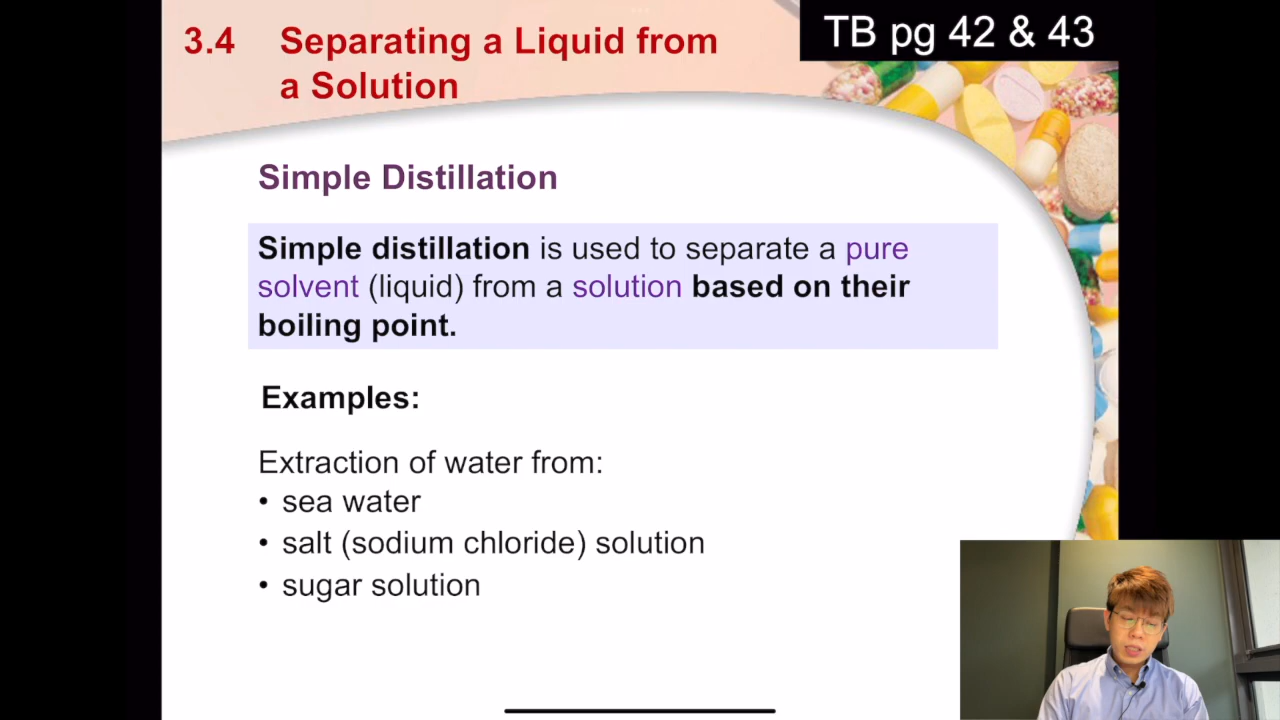 TB pg 42 & 43
3.4 Separating a Liquid from
a Solution
Simple Distillation
Simple distillation is used to separate a pure
solvent (liquid) from a solution based on their
boiling point.
Examples:
Extraction of water from:
• sea water
• salt (sodium chloride) solution
• sugar solution